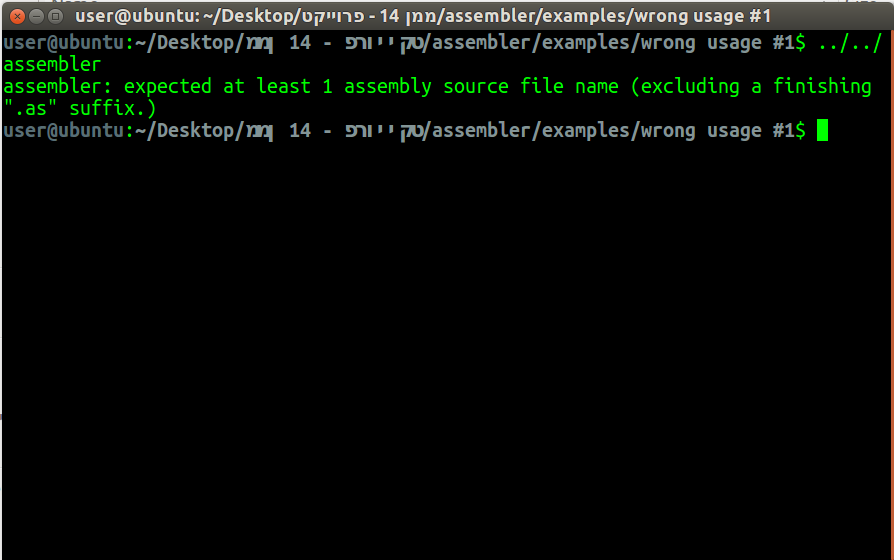 user@ubuntu: ~/Desktop/ממן 14 - פרוייקט/assembler/examples/wrong usage #1
user@ubuntu:~/Desktop/ממן 14 - פרוייקט/assembler/examples/wrong usage #1$ ../../
assembler
assembler: expected at least 1 assembly source file name (excluding a finishing
".as" suffix.)
user@ubuntu:~/Desktop/ממן 14 - פרוייקט/assembler/examples/wrong usage #1$